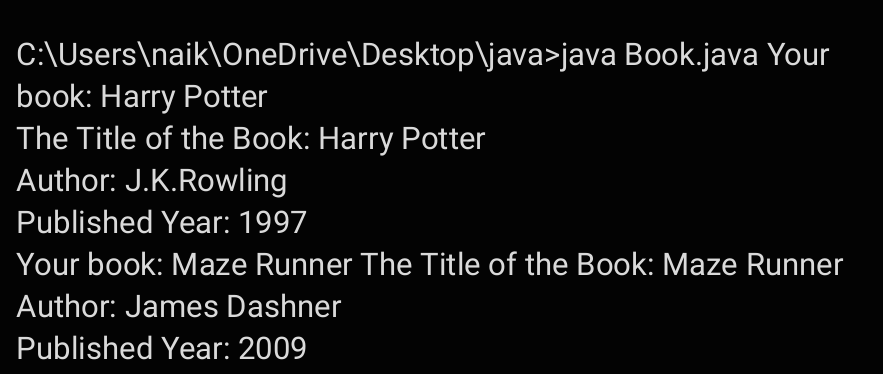 C:\Users\naik\OneDrive\Desktop\java>java Book.java Your
book: Harry Potter
The Title of the Book: Harry Potter
Author: J.K.Rowling
Published Year: 1997
Your book: Maze Runner The Title of the Book: Maze Runner
Author: James Dashner
Published Year: 2009